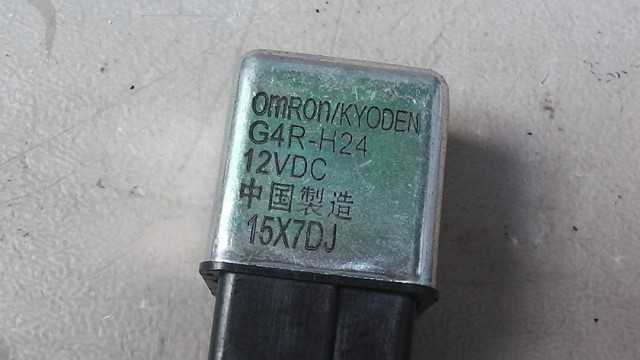 omRon/KYODEN
G4R-H24
12VDC
中国製造
15X7DJ